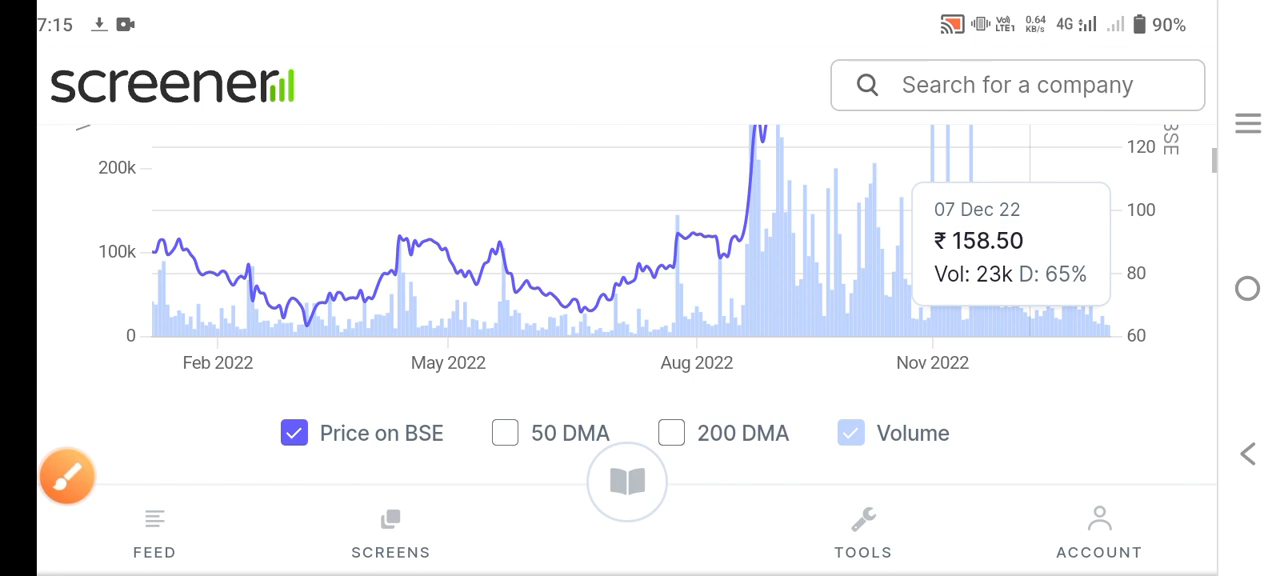 7:15
Vo) LTE1 0.64 KB/s 4G 90%
screener
Search for a company
200k
100k
0
120
100
80
60
BSE
07 Dec 22
₹ 158.50
Vol: 23k D: 65%
Feb 2022 May 2022 Aug 2022 Nov 2022
Price on BSE 50 DMA 200 DMA Volume
FEED SCREENS TOOLS ACCOUNT